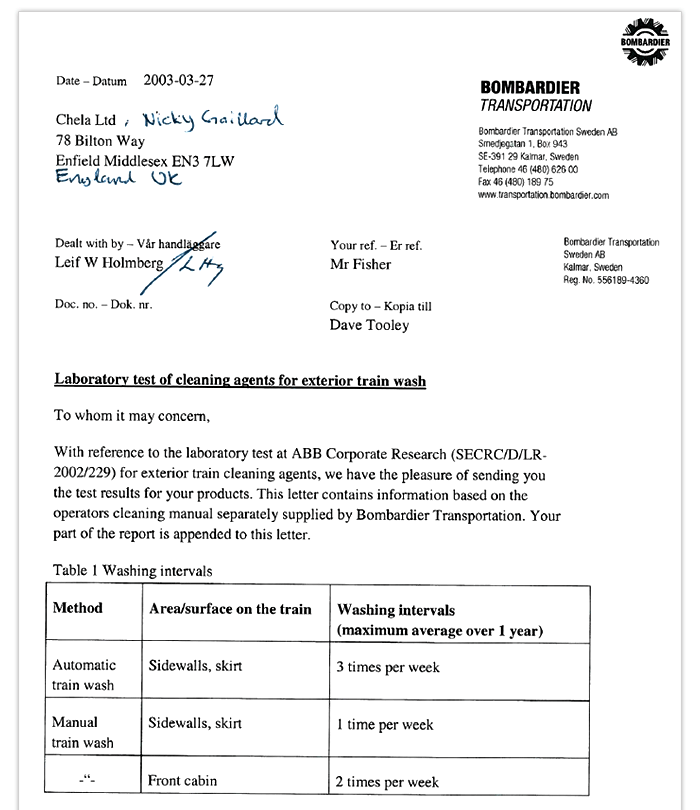 BOMBARDIER
Date – Datum 2003-03-27
BOMBARDIER
TRANSPORTATION
Chela Ltd , Nicky Gaillard
78 Bilton Way
Enfield Middlesex EN3 7LW
England UK
Bombardier Transportation Sweden AB
Smedjegatan 1, Box 943
SE-391 29 Kalmar, Sweden
Telephone 46 (480) 626 00
Fax 46 (480) 189 75
www.transportation.bombardier.com
Dealt with by – Vår handläggare
Leif W Holmberg
Your ref. – Er ref.
Mr Fisher
Bombardier Transportation
Sweden AB
Kalmar, Sweden
Reg. No. 556189-4360
Doc. no. – Dok. nr.
Copy to – Kopia till
Dave Tooley
Laboratory test of cleaning agents for exterior train wash
To whom it may concern,
With reference to the laboratory test at ABB Corporate Research (SECRC/D/LR-
2002/229) for exterior train cleaning agents, we have the pleasure of sending you
the test results for your products. This letter contains information based on the
operators cleaning manual separately supplied by Bombardier Transportation. Your
part of the report is appended to this letter.
Table 1 Washing intervals
Method Area/surface on the train Washing intervals
(maximum average over 1 year)
Automatic Sidewalls, skirt 3 times per week
train wash
Manual Sidewalls, skirt 1 time per week
train wash
-“- Front cabin 2 times per week